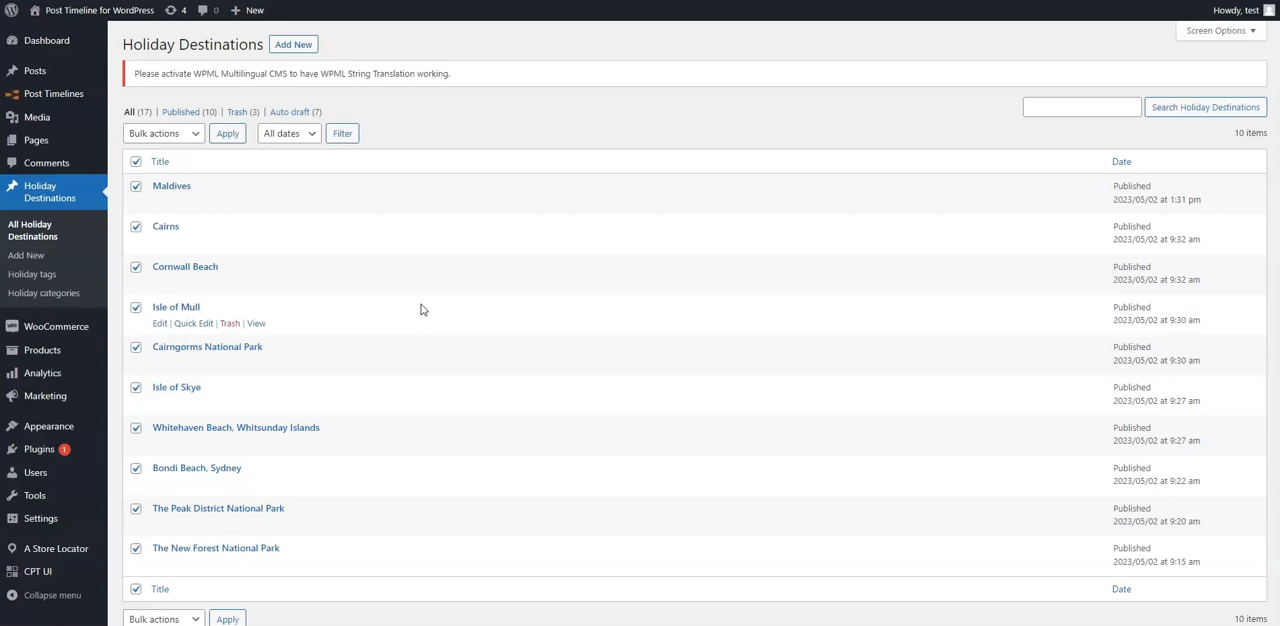 Post Timeline for WordPress 4 0 New Howdy, test
Dashboard
Posts
Post Timelines
Media
Pages
Comments
Holiday
Destinations
All Holiday
Destinations
Add New
Holiday tags
Holiday categories
WooCommerce
Products
Analytics
Marketing
Appearance
Plugins 1
Users
Tools
Settings
A Store Locator
CPT UI
Collapse menu
Screen Options ▼
Holiday Destinations Add New
Please activate WPML Multilingual CMS to have WPML String Translation working.
All (17) | Published (10) | Trash (3) | Auto draft (7)
Search Holiday Destinations
Bulk actions Apply All dates Filter 10 items
Title Date
Maldives Published
2023/05/02 at 1:31 pm
Cairns Published
2023/05/02 at 9:32 am
Cornwall Beach Published
2023/05/02 at 9:32 am
Isle of Mull Published
Edit | Quick Edit | Trash | View 2023/05/02 at 9:30 am
Cairngorms National Park Published
2023/05/02 at 9:30 am
Isle of Skye Published
2023/05/02 at 9:27 am
Whitehaven Beach, Whitsunday Islands Published
2023/05/02 at 9:27 am
Bondi Beach, Sydney Published
2023/05/02 at 9:22 am
The Peak District National Park Published
2023/05/02 at 9:20 am
The New Forest National Park Published
2023/05/02 at 9:15 am
Title Date
Bulk actions Apply 10 items